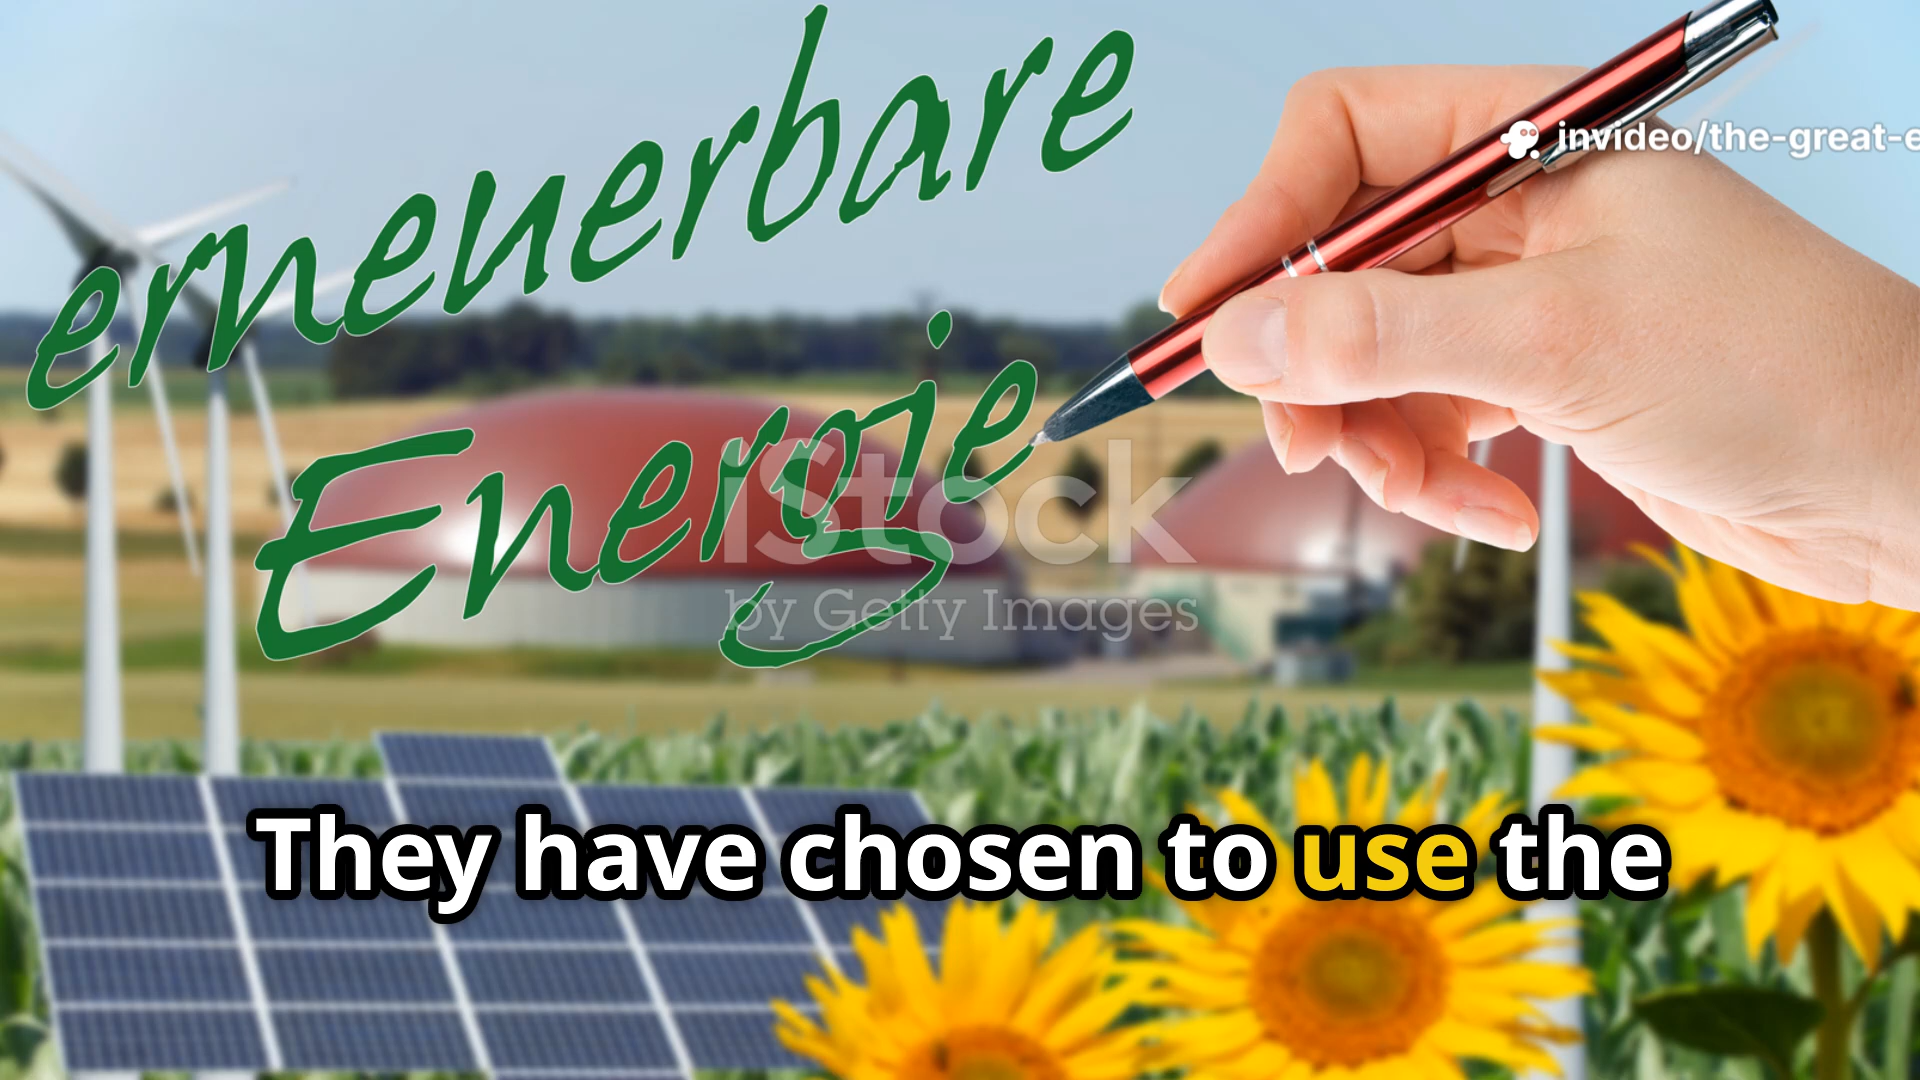 erneuerbare
invideo/the-great-e
Energie
iStock
by Getty Images
They have chosen to use the